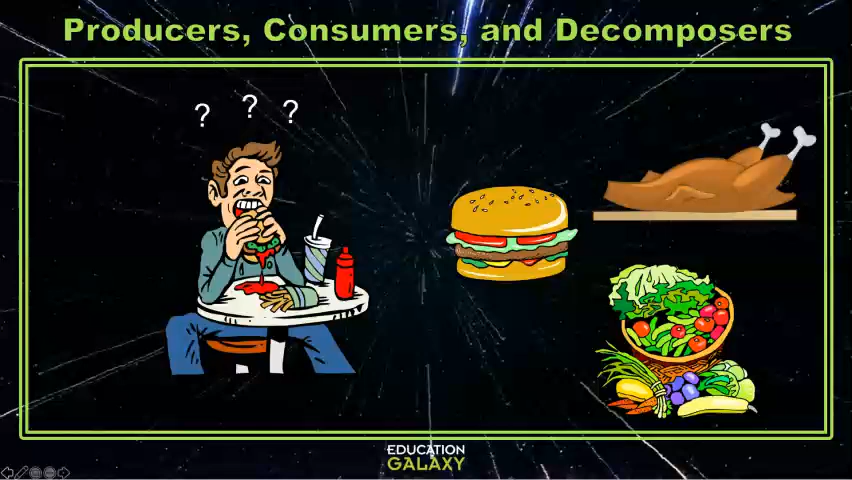 Producers, Consumers, and Decomposers
? ? ?
EDUCATION
GALAXY